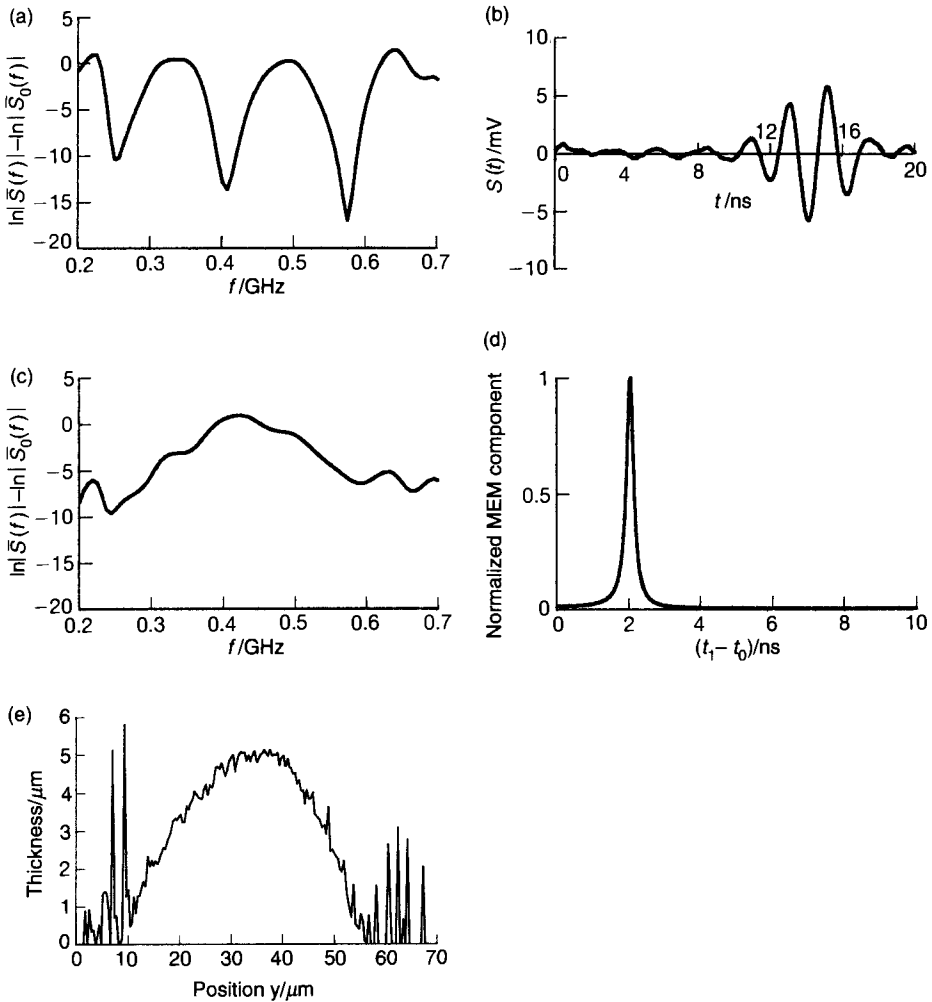 (a)
5
0
−5
−10
−15
−20
ln|S̄(f)|−ln|S̄₀(f)|
0.2 0.3 0.4 0.5 0.6 0.7
f/GHz
(b)
10
5
0
−5
−10
S(t)/mV
0 4 8 12 16 20
t/ns
(c)
5
0
−5
−10
−15
−20
ln|S̄(f)|−ln|S̄₀(f)|
0.2 0.3 0.4 0.5 0.6 0.7
f/GHz
(d)
1
0.5
0
Normalized MEM component
0 2 4 6 8 10
(t₁− t₀)/ns
(e)
6
5
4
3
2
1
0
Thickness/μm
0 10 20 30 40 50 60 70
Position y/μm